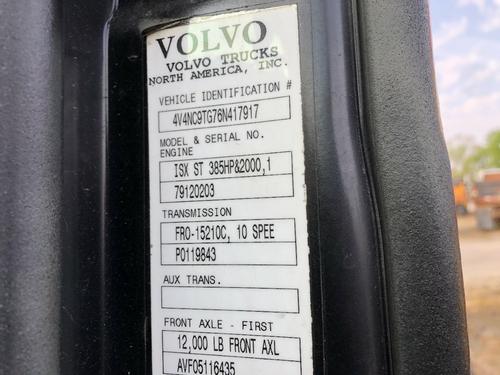 VOLVO
VOLVO TRUCKS
NORTH AMERICA, INC.
VEHICLE IDENTIFICATION #
4V4NC9TG76N417917
MODEL & SERIAL NO.
ENGINE
ISX ST 385HP&2000,1
79120203
TRANSMISSION
FRO-15210C, 10 SPEE
P0119843
AUX TRANS.
FRONT AXLE - FIRST
12,000 LB FRONT AXL
AVF05116435